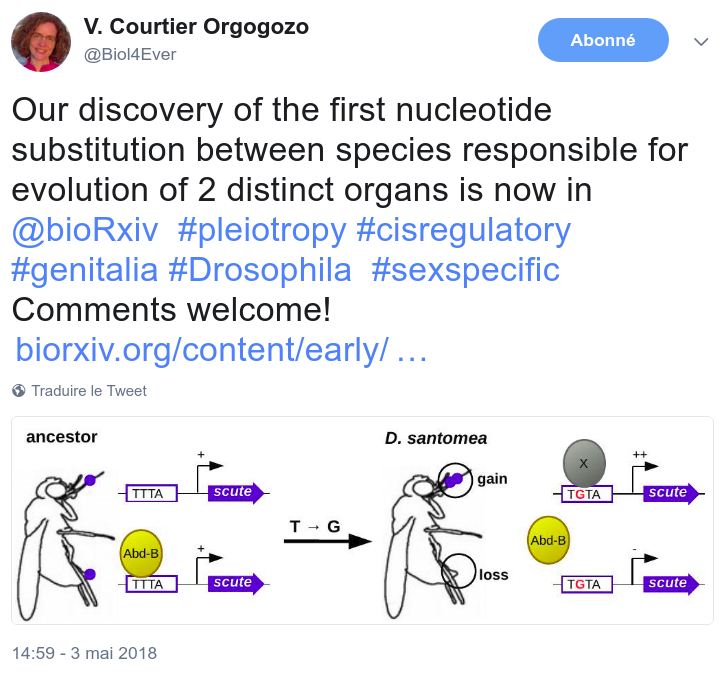 V. Courtier Orgogozo
@Biol4Ever
Abonné
Our discovery of the first nucleotide
substitution between species responsible for
evolution of 2 distinct organs is now in
@bioRxiv #pleiotropy #cisregulatory
#genitalia #Drosophila #sexspecific
Comments welcome!
biorxiv.org/content/early/ …
Traduire le Tweet
ancestor
+
TTTA
scute
Abd-B
+
TTTA
scute
T → G
D. santomea
gain
loss
X
++
TGTA
scute
Abd-B
-
TGTA
scute
14:59 - 3 mai 2018